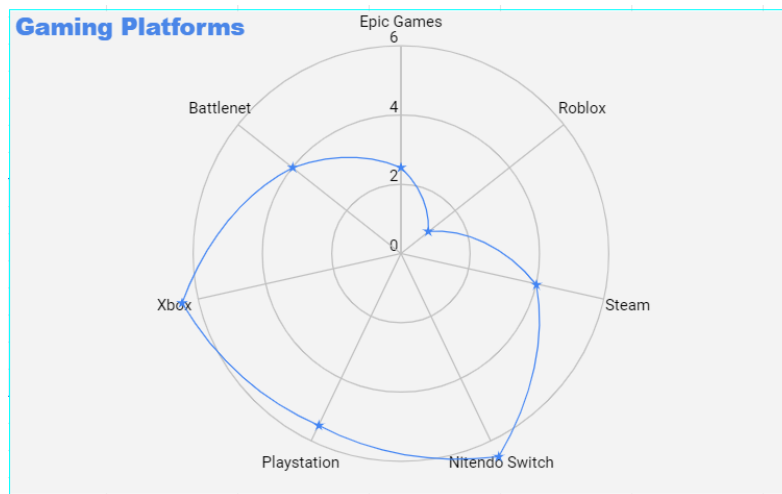 Gaming Platforms
Epic Games
6
Battlenet
Roblox
4
2
0
Xbox
Steam
Playstation
Nitendo Switch